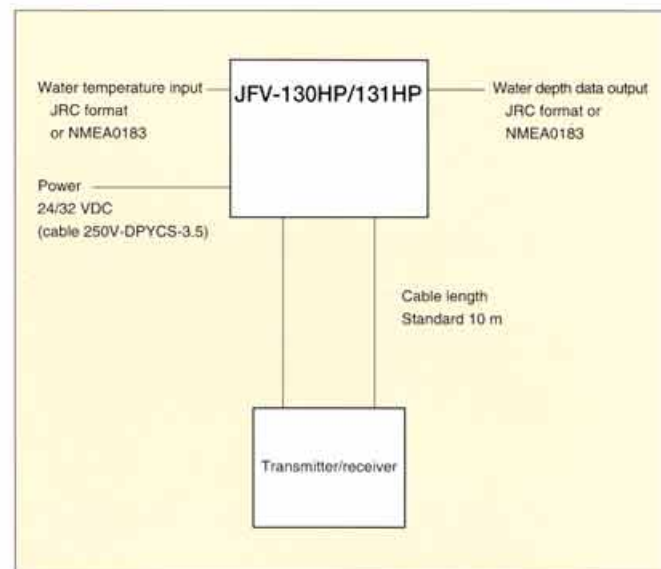 Water temperature input
JRC format
or NMEA0183
JFV-130HP/131HP
Water depth data output
JRC format or
NMEA0183
Power
24/32 VDC
(cable 250V-DPYCS-3.5)
Cable length
Standard 10 m
Transmitter/receiver